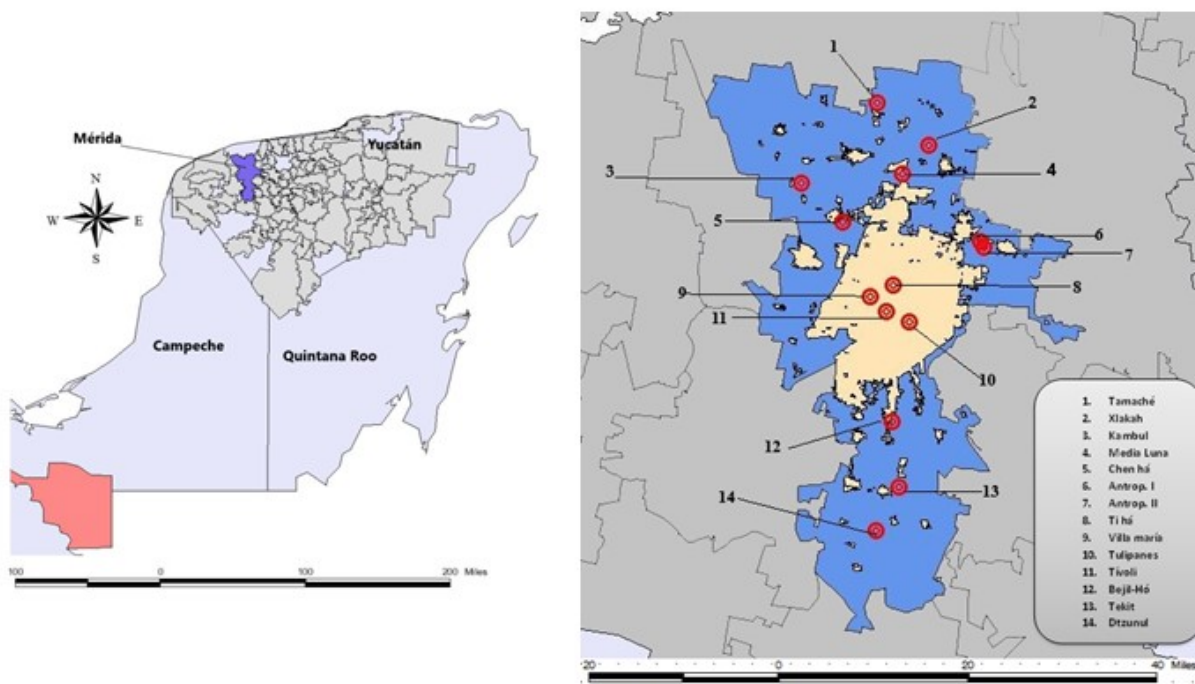 Mérida
Yucatán
N
W E
S
Campeche
Quintana Roo
100 0 100 200 Miles
1
2
3
4
5
6
7
8
9
11
10
12
13
14
1. Tamaché
2. Xlakah
3. Kambul
4. Media Luna
5. Chen há
6. Antrop. I
7. Antrop. II
8. Ti há
9. Villa maría
10. Tulipanes
11. Tívoli
12. Bejil-Hó
13. Tekit
14. Dtzunul
20 0 20 40 Miles